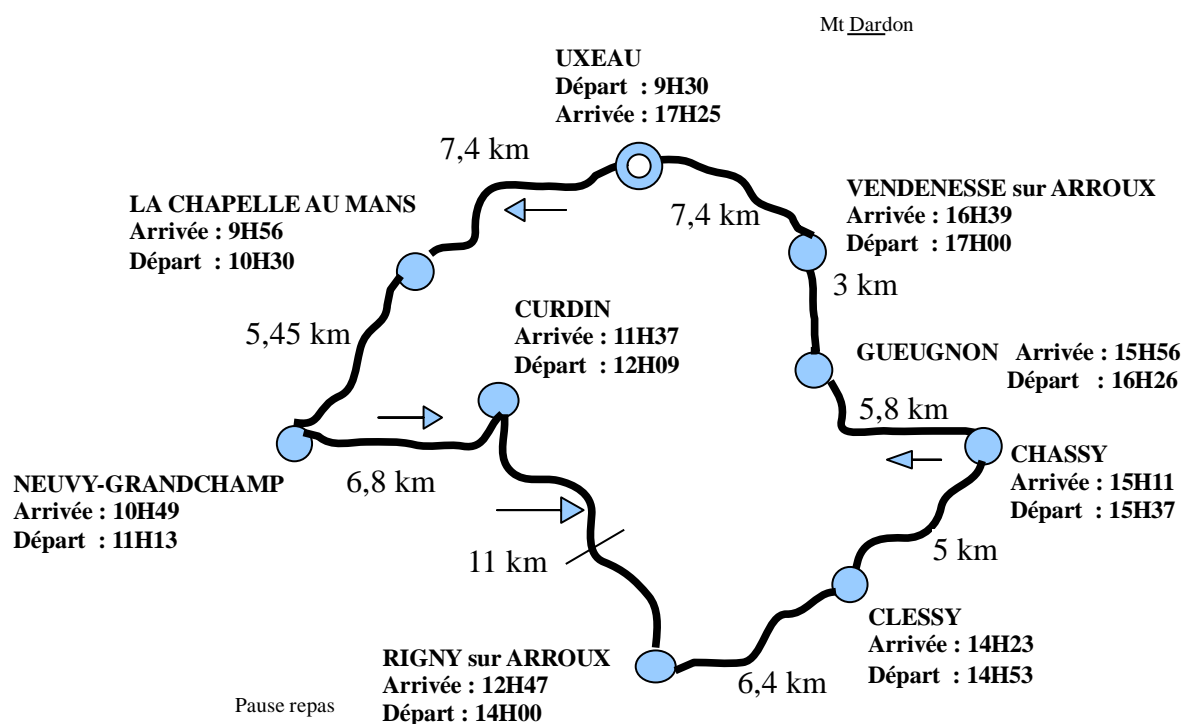 Mt Dardon
UXEAU
Départ : 9H30
Arrivée : 17H25
7,4 km
7,4 km
VENDENESSE sur ARROUX
Arrivée : 16H39
Départ : 17H00
LA CHAPELLE AU MANS
Arrivée : 9H56
Départ : 10H30
3 km
CURDIN
Arrivée : 11H37
Départ : 12H09
5,45 km
GUEUGNON Arrivée : 15H56
Départ : 16H26
5,8 km
CHASSY
Arrivée : 15H11
Départ : 15H37
6,8 km
NEUVY-GRANDCHAMP
Arrivée : 10H49
Départ : 11H13
11 km
5 km
CLESSY
Arrivée : 14H23
Départ : 14H53
RIGNY sur ARROUX
Arrivée : 12H47
Départ : 14H00
6,4 km
Pause repas